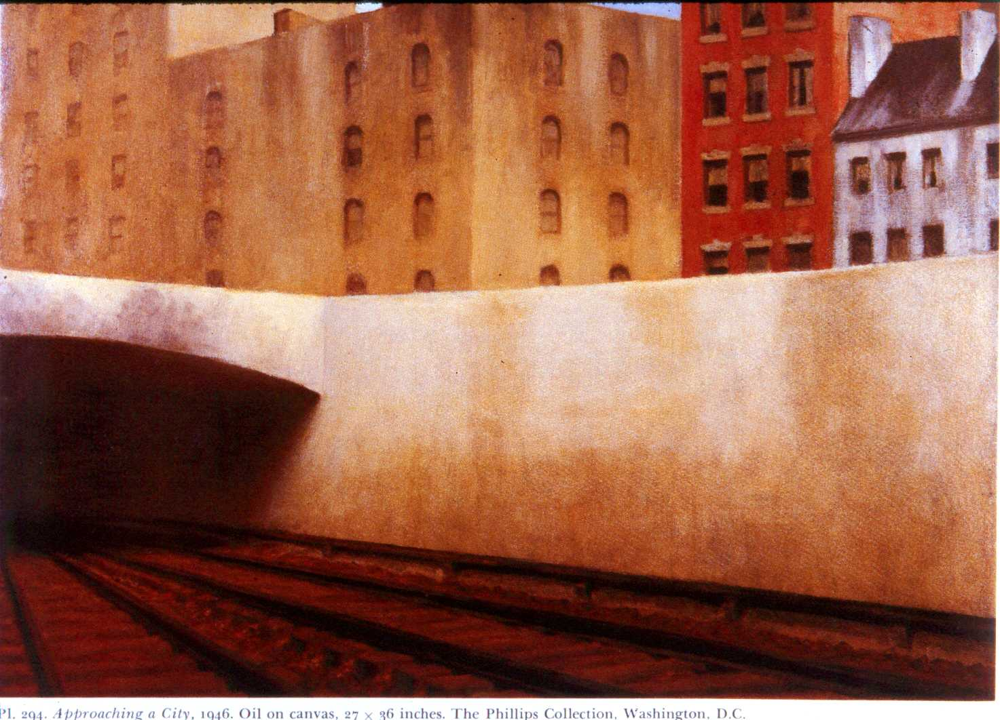 Pl. 294. Approaching a City, 1946. Oil on canvas, 27 × 36 inches. The Phillips Collection, Washington, D.C.